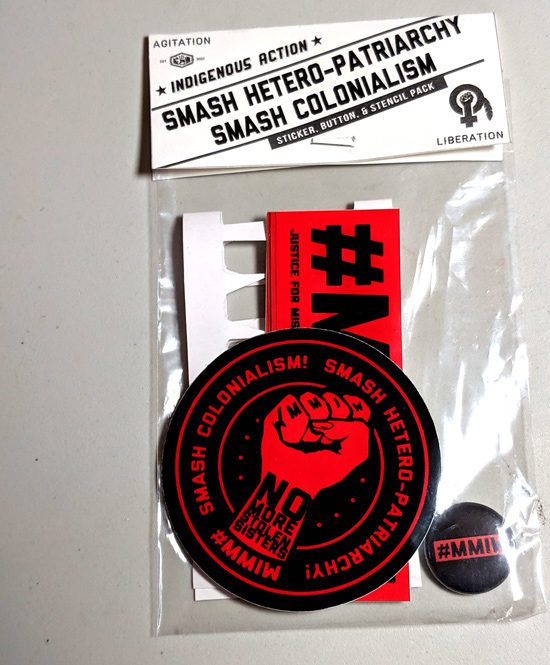 AGITATION
★ INDIGENOUS ACTION ★
SMASH HETERO-PATRIARCHY
SMASH COLONIALISM
STICKER, BUTTON, & STENCIL PACK
LIBERATION
#M
JUSTICE FOR MIS
SMASH COLONIALISM! SMASH HETERO-PATRIARCHY!
MMIW
NO
MORE
STOLEN
SISTERS
#MMIW
#MMIW